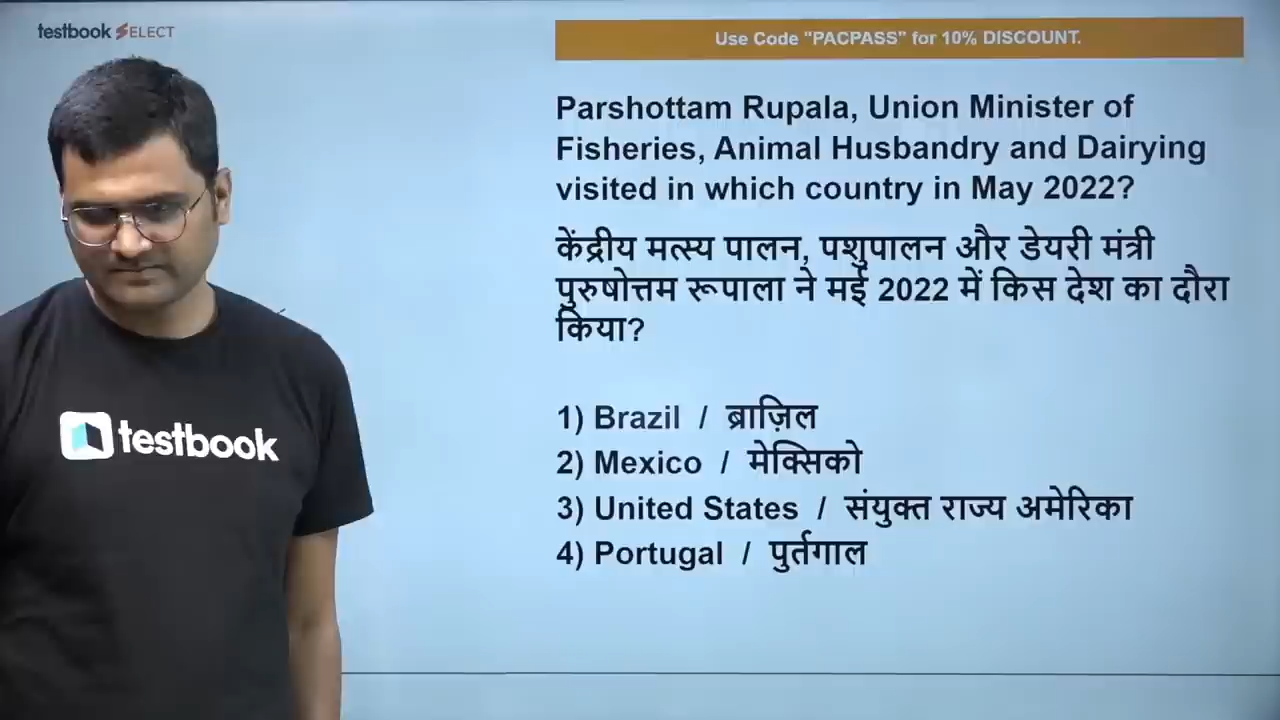 testbook SELECT
Use Code "PACPASS" for 10% DISCOUNT.
Parshottam Rupala, Union Minister of
Fisheries, Animal Husbandry and Dairying
visited in which country in May 2022?
केंद्रीय मत्स्य पालन, पशुपालन और डेयरी मंत्री
पुरुषोत्तम रूपाला ने मई 2022 में किस देश का दौरा
किया?
1) Brazil / ब्राज़िल
2) Mexico / मेक्सिको
3) United States / संयुक्त राज्य अमेरिका
4) Portugal / पुर्तगाल
testbook